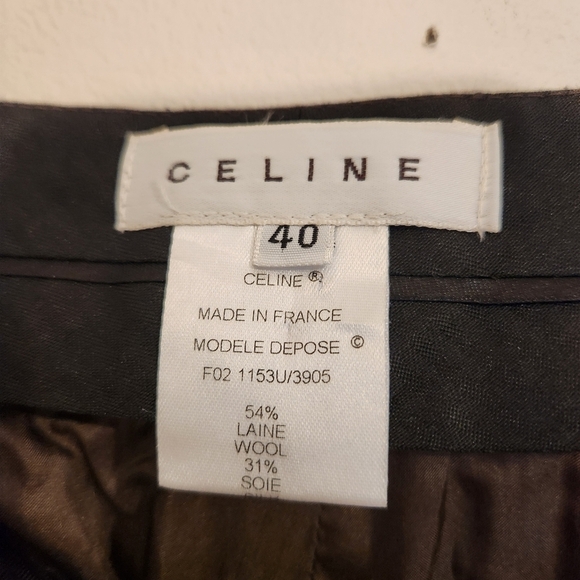 CELINE
40
CELINE ®
MADE IN FRANCE
MODELE DEPOSE ©
F02 1153U/3905
54%
LAINE
WOOL
31%
SOIE